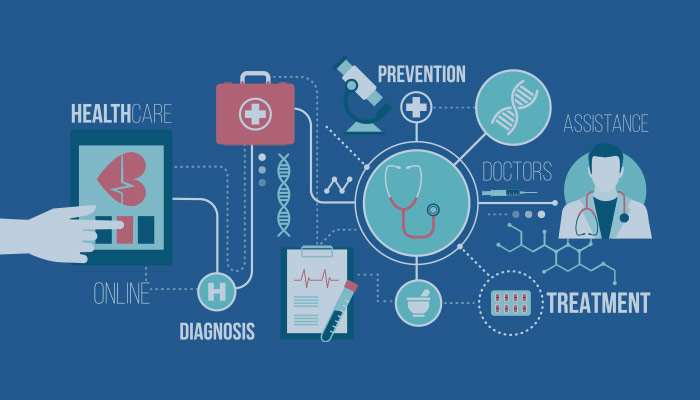 PREVENTION
HEALTHCARE
ASSISTANCE
DOCTORS
ONLINE
H
TREATMENT
DIAGNOSIS